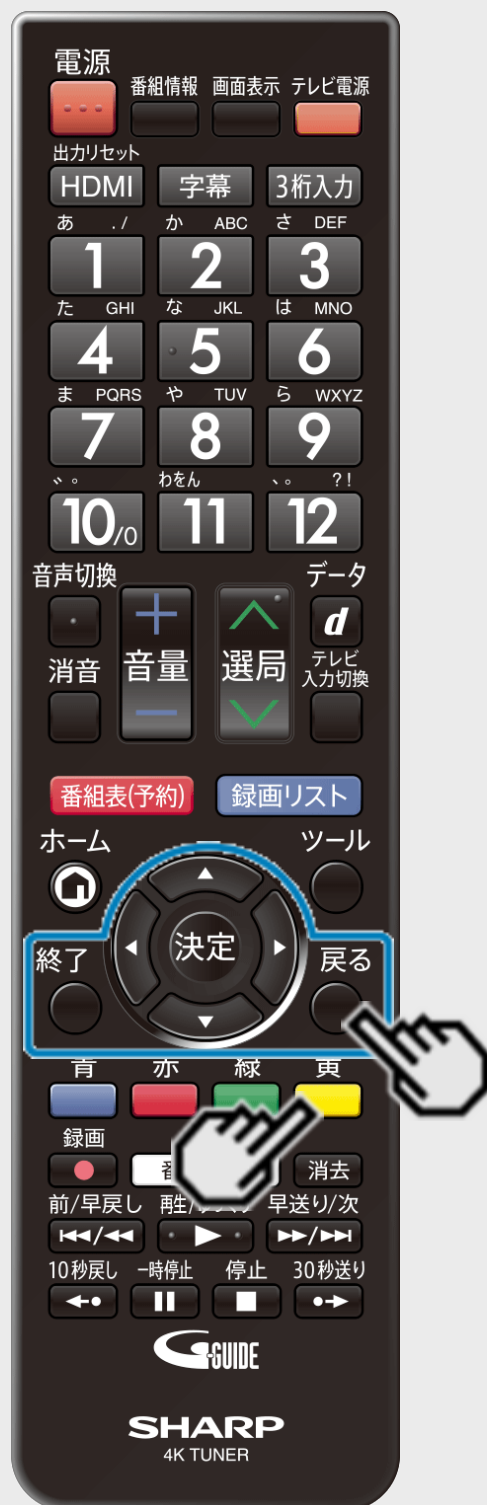 電源
番組情報 画面表示 テレビ電源
出力リセット
HDMI 字幕 3桁入力
あ ./ か ABC さ DEF
1 2 3
た GHI な JKL は MNO
4 5 6
ま PQRS や TUV ら WXYZ
7 8 9
゛゜ わをん 、。 ?!
10/0 11 12
音声切換 データ
d
消音 音量 選局 テレビ
入力切換
番組表(予約) 録画リスト
ホーム ツール
決定
終了 戻る
青 赤 緑 黄
録画
消去
前/早戻し 再生/ 早送り/次
10秒戻し 一時停止 停止 30秒送り
G-GUIDE
SHARP
4K TUNER